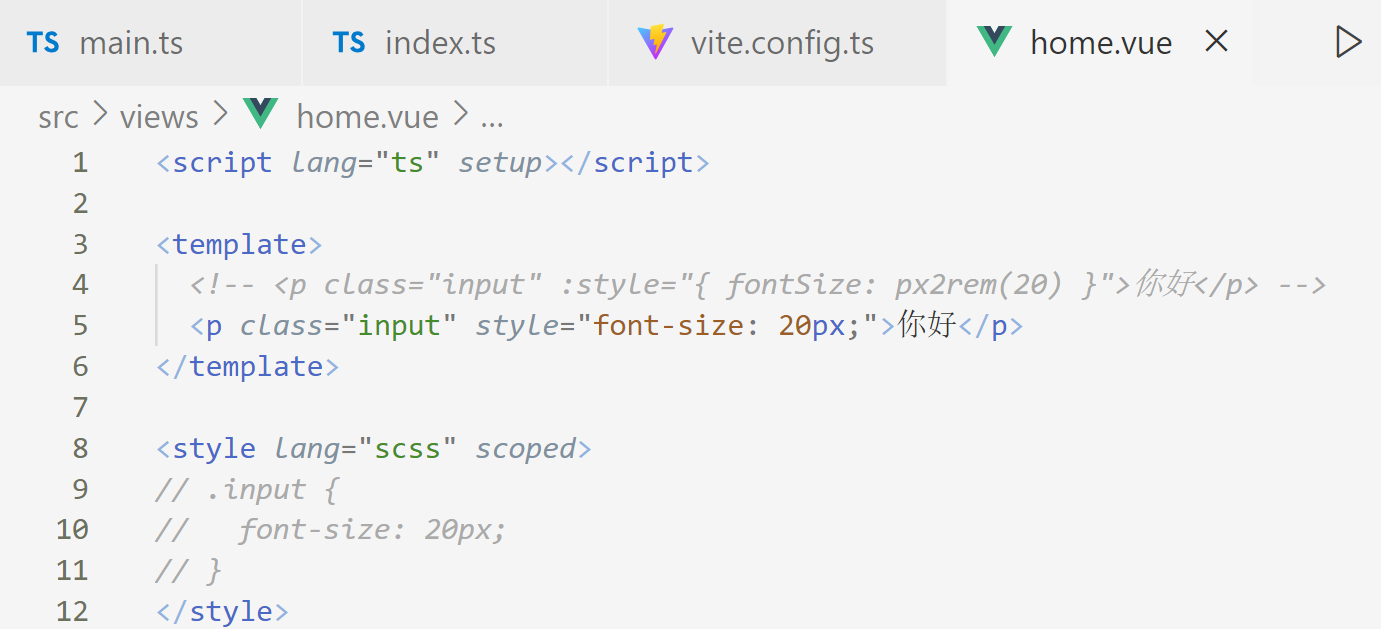 TS main.ts TS index.ts vite.config.ts home.vue ×
src > views > home.vue > ...
1 <script lang="ts" setup></script>
2
3 <template>
4 <!-- <p class="input" :style="{ fontSize: px2rem(20) }">你好</p> -->
5 <p class="input" style="font-size: 20px;">你好</p>
6 </template>
7
8 <style lang="scss" scoped>
9 // .input {
10 //   font-size: 20px;
11 // }
12 </style>